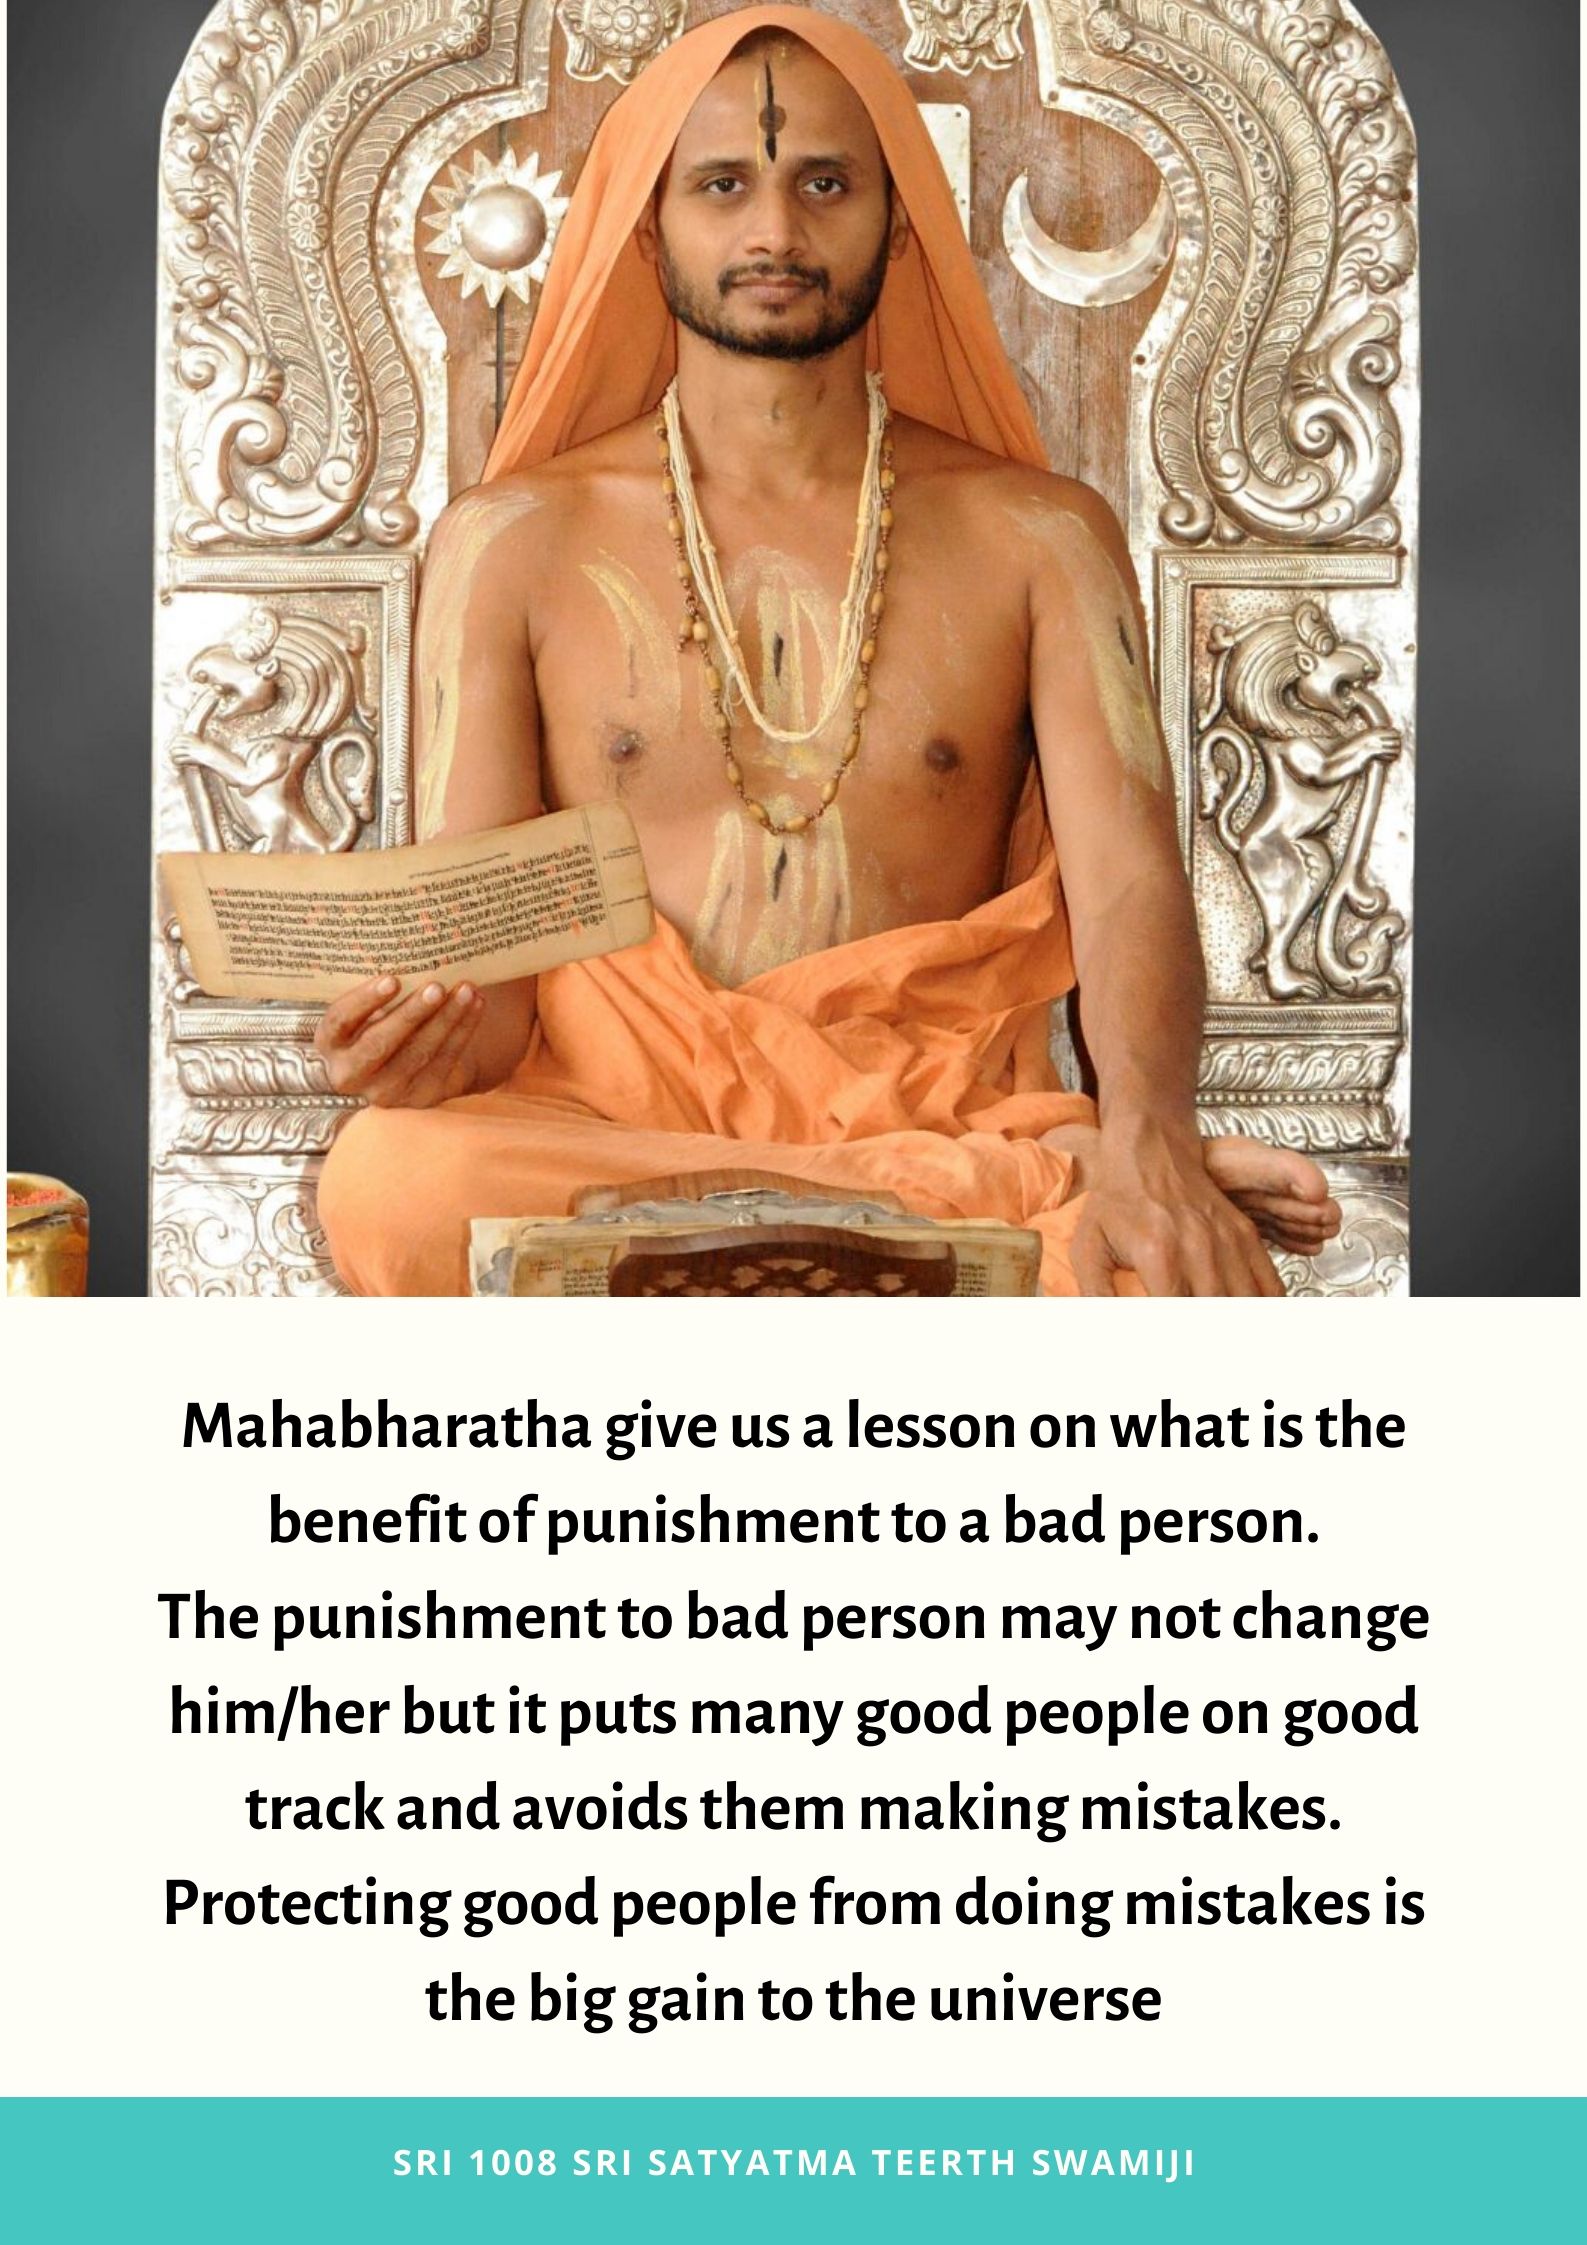 Mahabharatha give us a lesson on what is the
benefit of punishment to a bad person.
The punishment to bad person may not change
him/her but it puts many good people on good
track and avoids them making mistakes.
Protecting good people from doing mistakes is
the big gain to the universe
SRI 1008 SRI SATYATMA TEERTH SWAMIJI